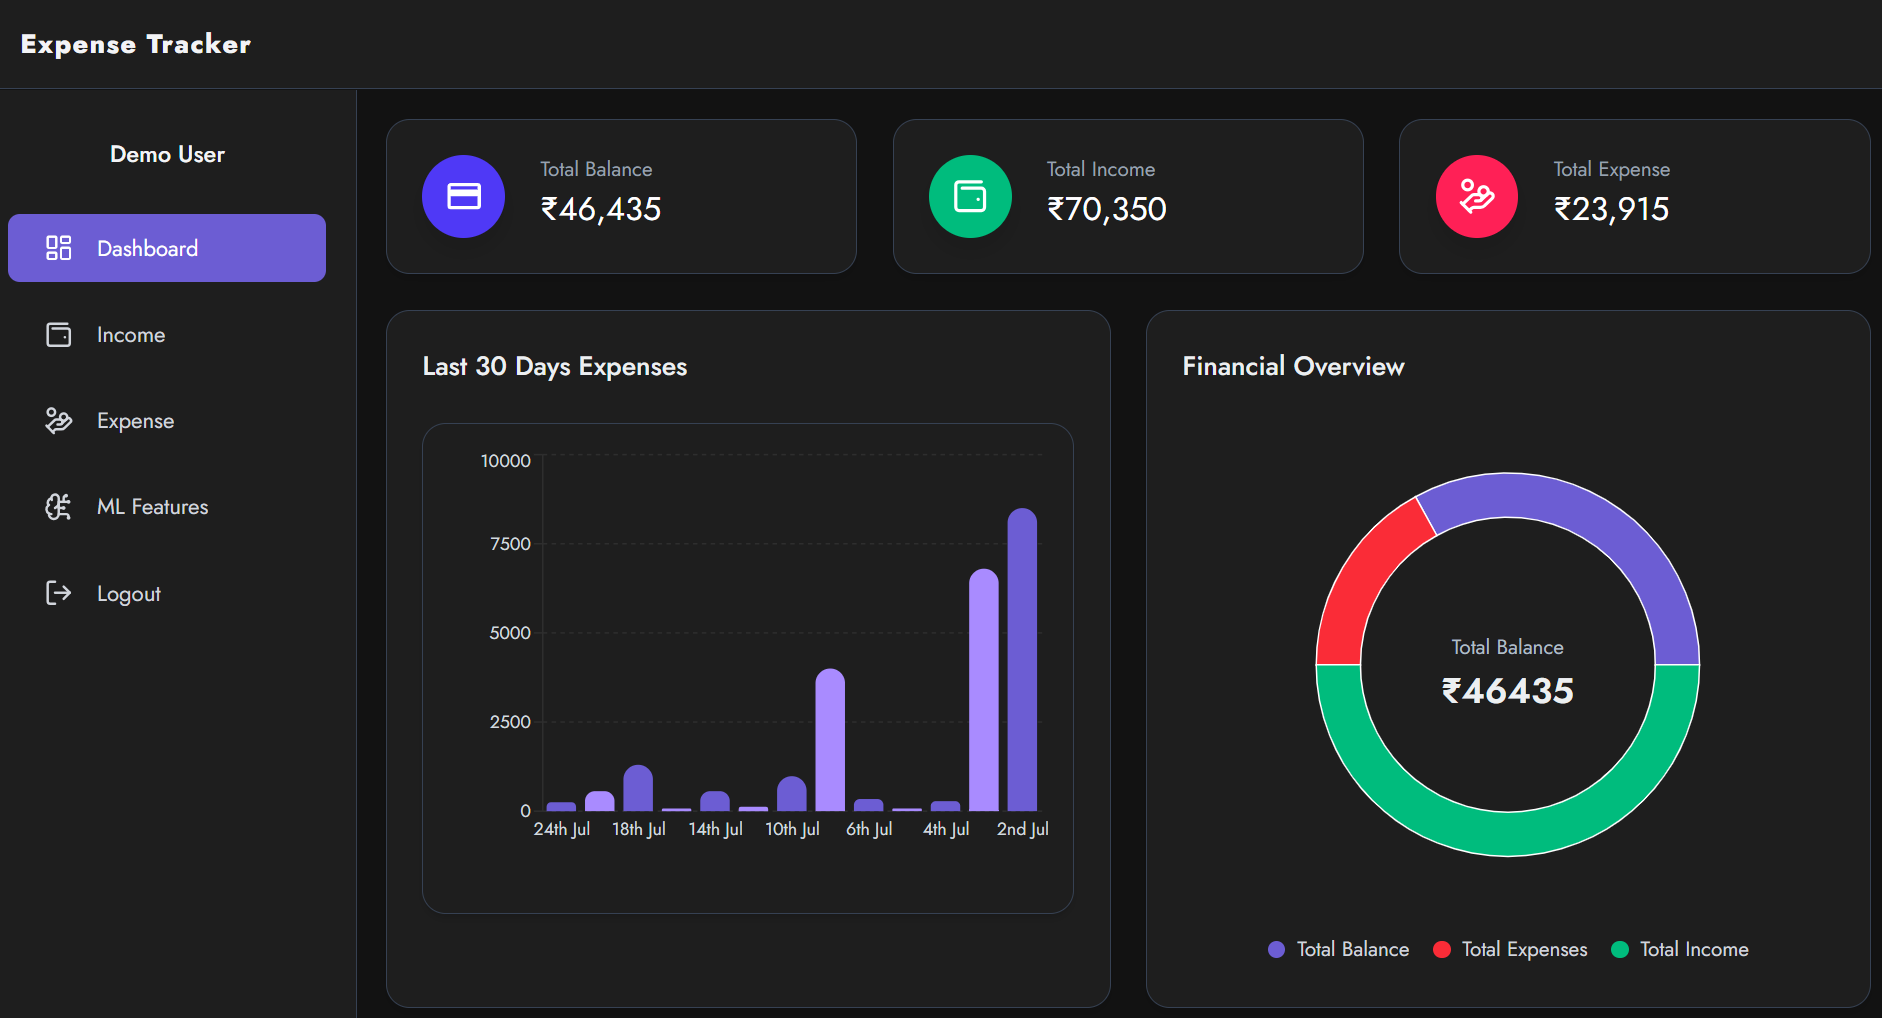 Expense Tracker
Demo User
Dashboard
Income
Expense
ML Features
Logout
Total Balance
₹46,435
Total Income
₹70,350
Total Expense
₹23,915
Last 30 Days Expenses
10000
7500
5000
2500
0
24th Jul 18th Jul 14th Jul 10th Jul 6th Jul 4th Jul 2nd Jul
Financial Overview
Total Balance
₹46435
Total Balance Total Expenses Total Income